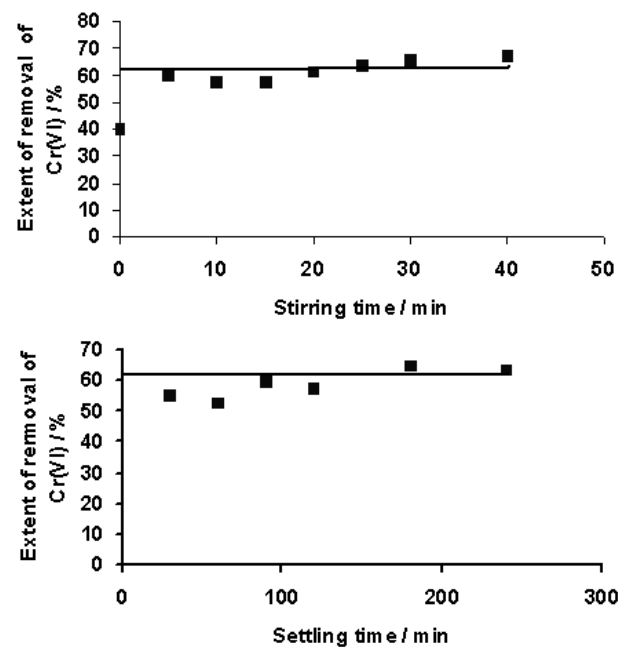 Extent of removal of
Cr(VI) / %
80
70
60
50
40
30
20
10
0
0 10 20 30 40 50
Stirring time / min
Extent of removal of
Cr(VI) / %
70
60
50
40
30
20
10
0
0 100 200 300
Settling time / min